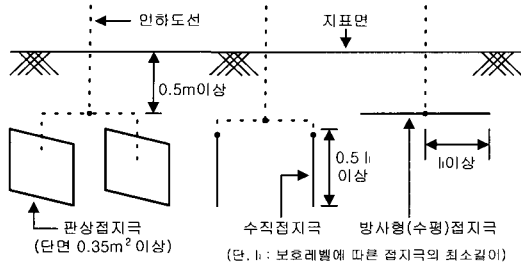 인하도선
지표면
0.5m이상
0.5 l₁
이상
l₁이상
판상접지극
(단면 0.35m² 이상)
수직접지극
방사형(수평)접지극
(단, l₁ : 보호레벨에 따른 접지극의 최소길이)